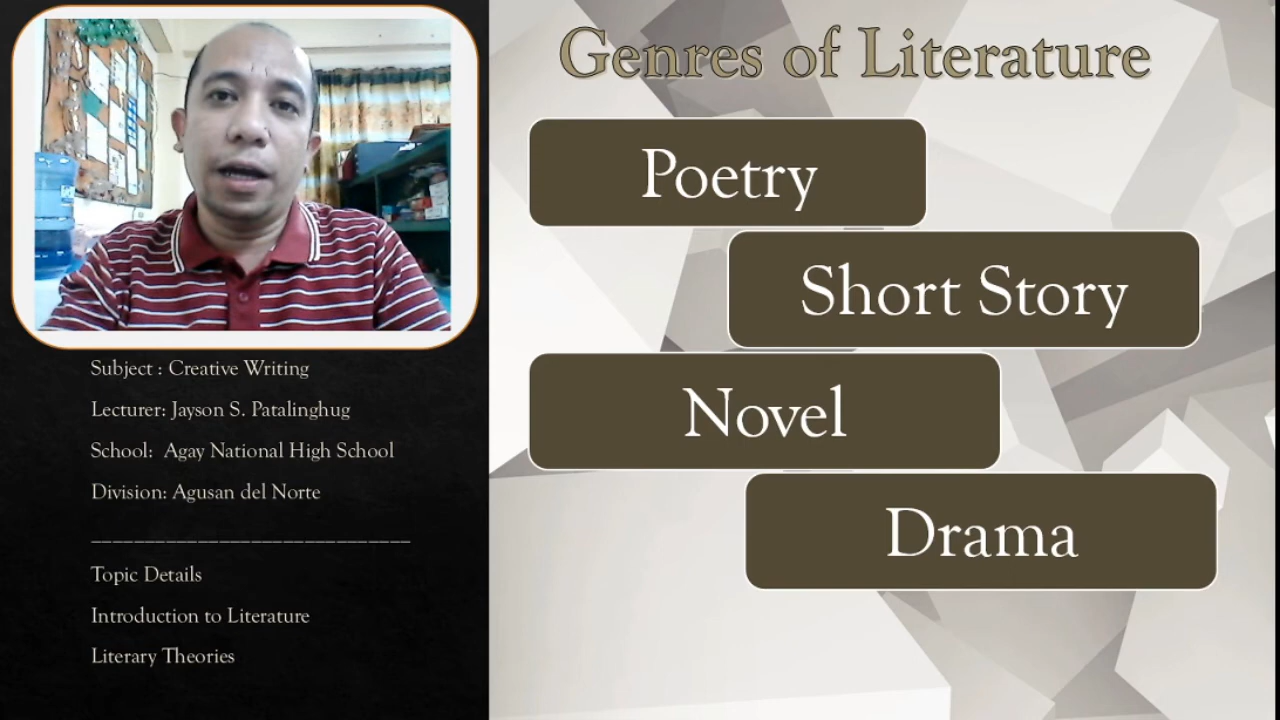 Genres of Literature
Poetry
Short Story
Novel
Drama
Subject : Creative Writing
Lecturer: Jayson S. Patalinghug
School:  Agay National High School
Division: Agusan del Norte
______________________________
Topic Details
Introduction to Literature
Literary Theories